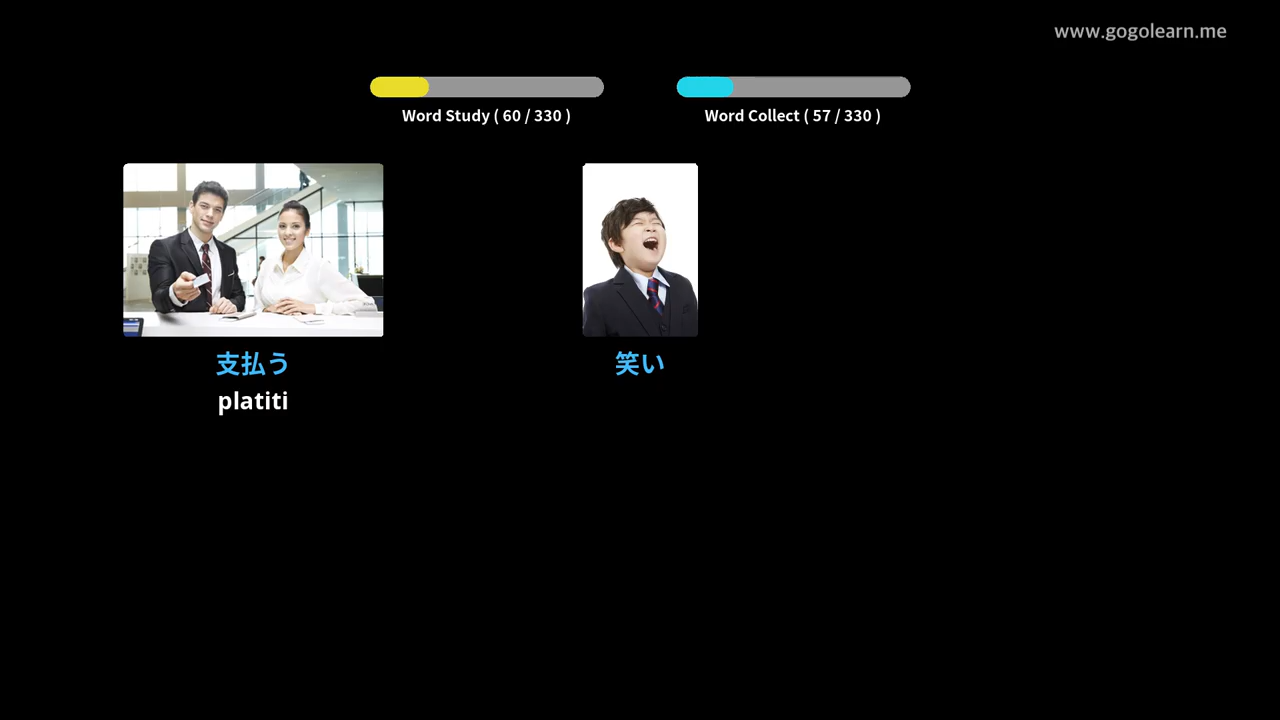 www.gogolearn.me
Word Study ( 60 / 330 )
Word Collect ( 57 / 330 )
支払う
platiti
笑い